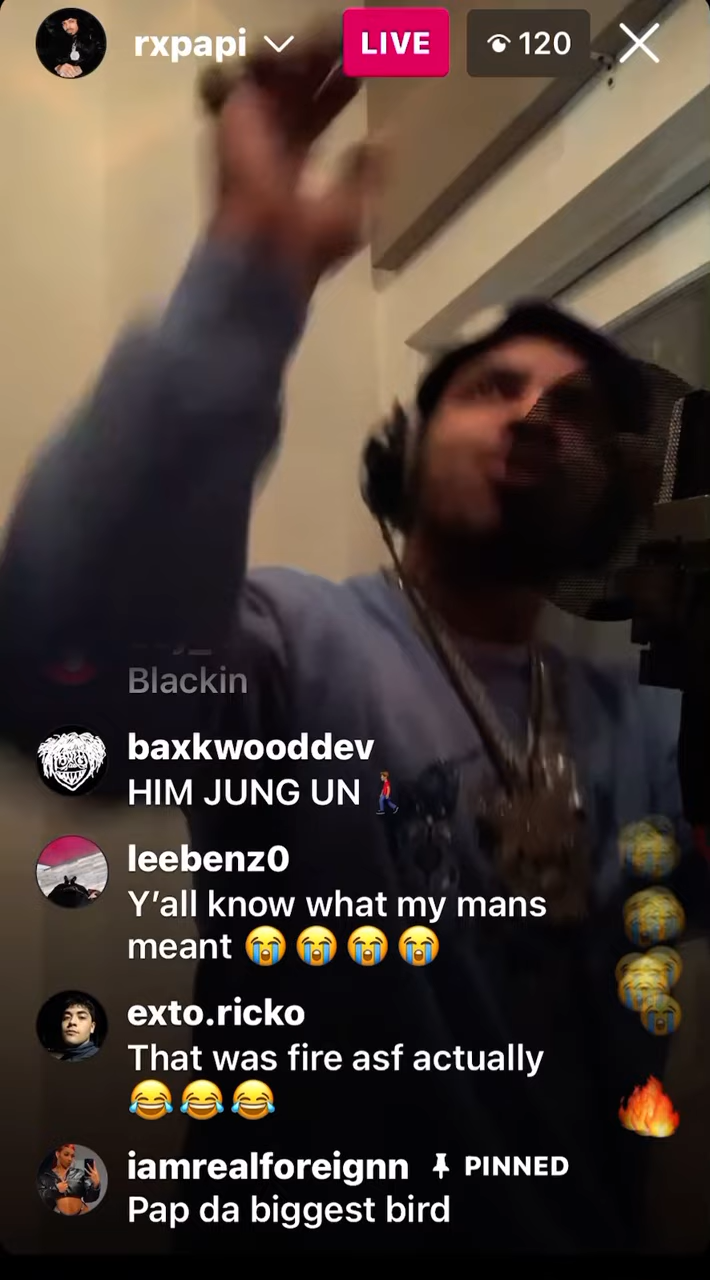 rxpapi
LIVE
120
Blackin
baxkwooddev
HIM JUNG UN 🚶
leebenz0
Y’all know what my mans
meant 😭😭😭😭
exto.ricko
That was fire asf actually
😂😂😂
iamrealforeignn PINNED
Pap da biggest bird